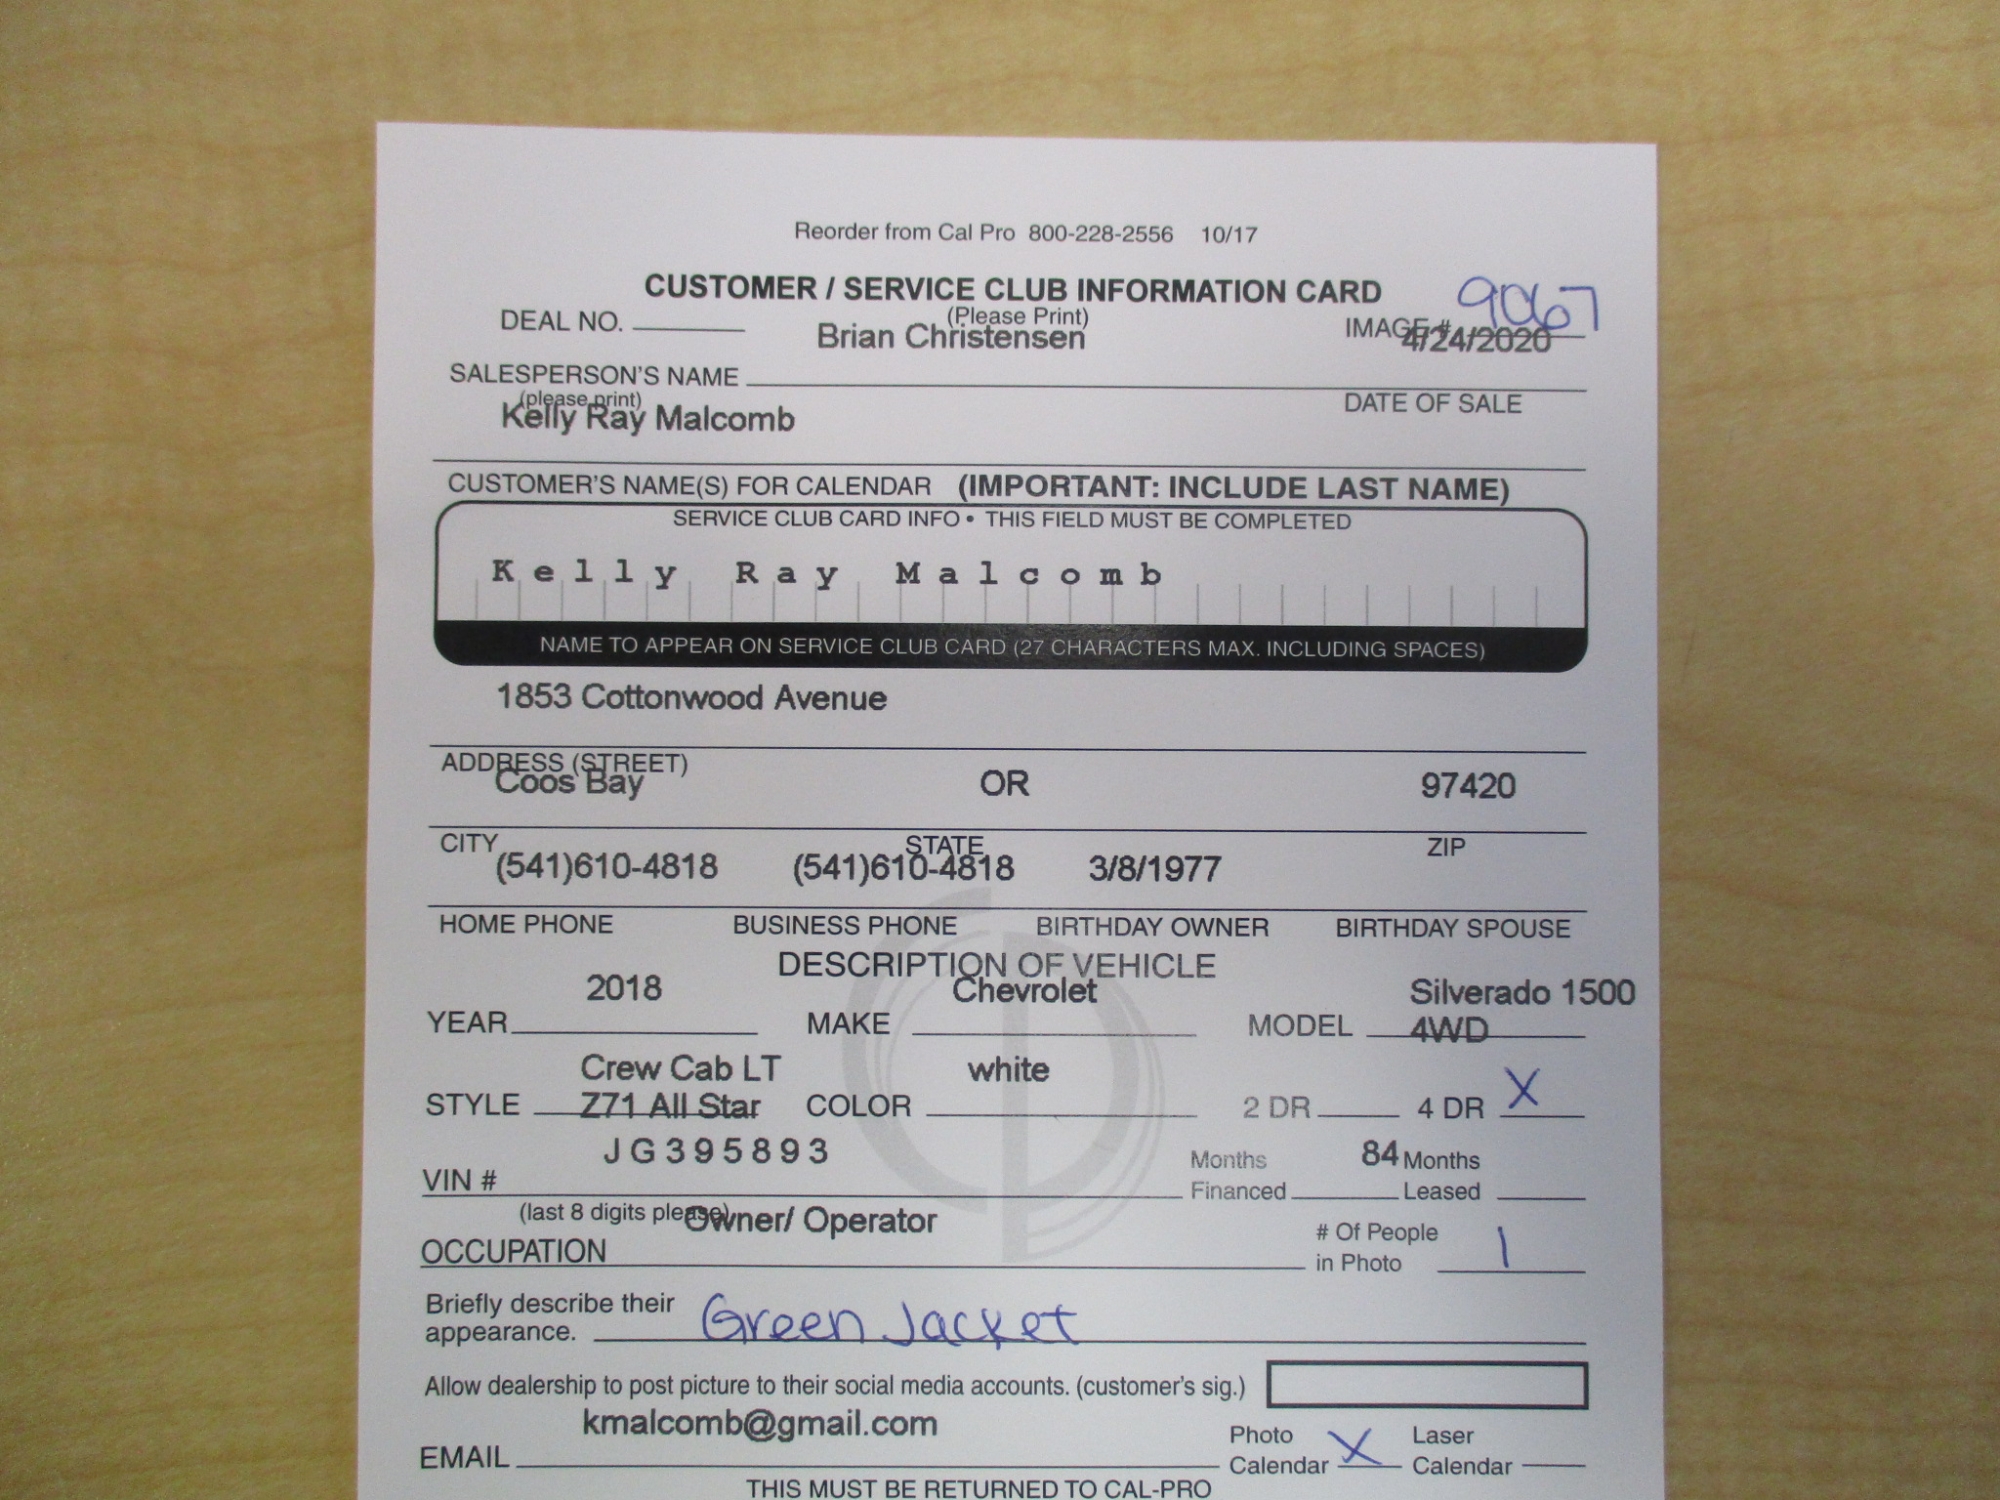 Reorder from Cal Pro 800-228-2556 10/17
CUSTOMER / SERVICE CLUB INFORMATION CARD 9067
(Please Print)
DEAL NO. Brian Christensen IMAGE # 4/24/2020
SALESPERSON'S NAME
(please print) DATE OF SALE
Kelly Ray Malcomb
CUSTOMER'S NAME(S) FOR CALENDAR (IMPORTANT: INCLUDE LAST NAME)
SERVICE CLUB CARD INFO • THIS FIELD MUST BE COMPLETED
Kelly Ray Malcomb
NAME TO APPEAR ON SERVICE CLUB CARD (27 CHARACTERS MAX. INCLUDING SPACES)
1853 Cottonwood Avenue
ADDRESS (STREET)
Coos Bay OR 97420
CITY STATE ZIP
(541)610-4818 (541)610-4818 3/8/1977
HOME PHONE BUSINESS PHONE BIRTHDAY OWNER BIRTHDAY SPOUSE
DESCRIPTION OF VEHICLE
2018 Chevrolet Silverado 1500
YEAR MAKE MODEL 4WD
Crew Cab LT white
STYLE Z71 All Star COLOR 2 DR 4 DR X
JG395893 Months 84 Months
VIN # Financed Leased
(last 8 digits please) Owner/ Operator # Of People
OCCUPATION in Photo 1
Briefly describe their
appearance. Green Jacket
Allow dealership to post picture to their social media accounts. (customer's sig.)
kmalcomb@gmail.com Photo X Laser
EMAIL Calendar Calendar
THIS MUST BE RETURNED TO CAL-PRO